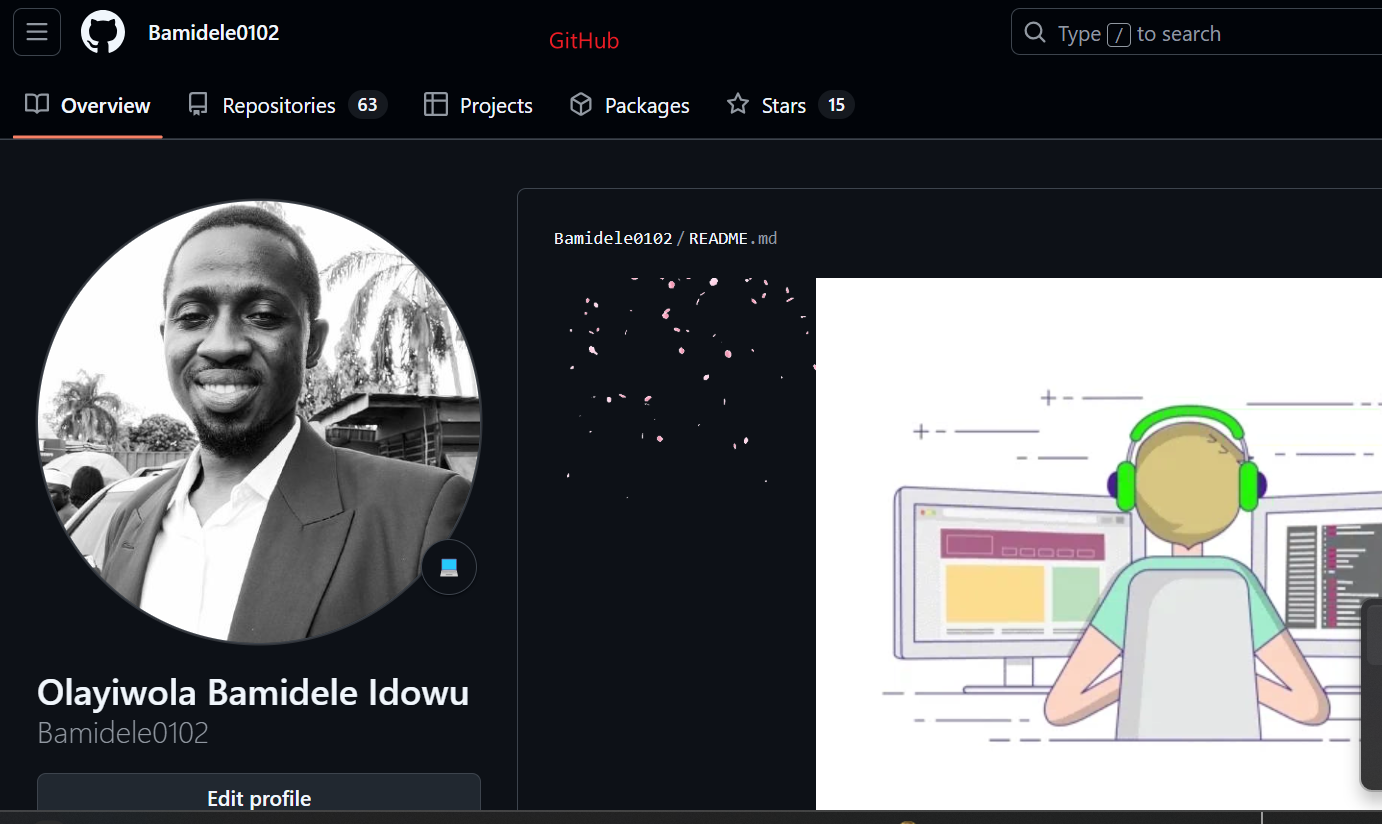 Bamidele0102
GitHub
Type / to search
Overview
Repositories 63
Projects
Packages
Stars 15
Bamidele0102/README.md
Olayiwola Bamidele Idowu
Bamidele0102
Edit profile